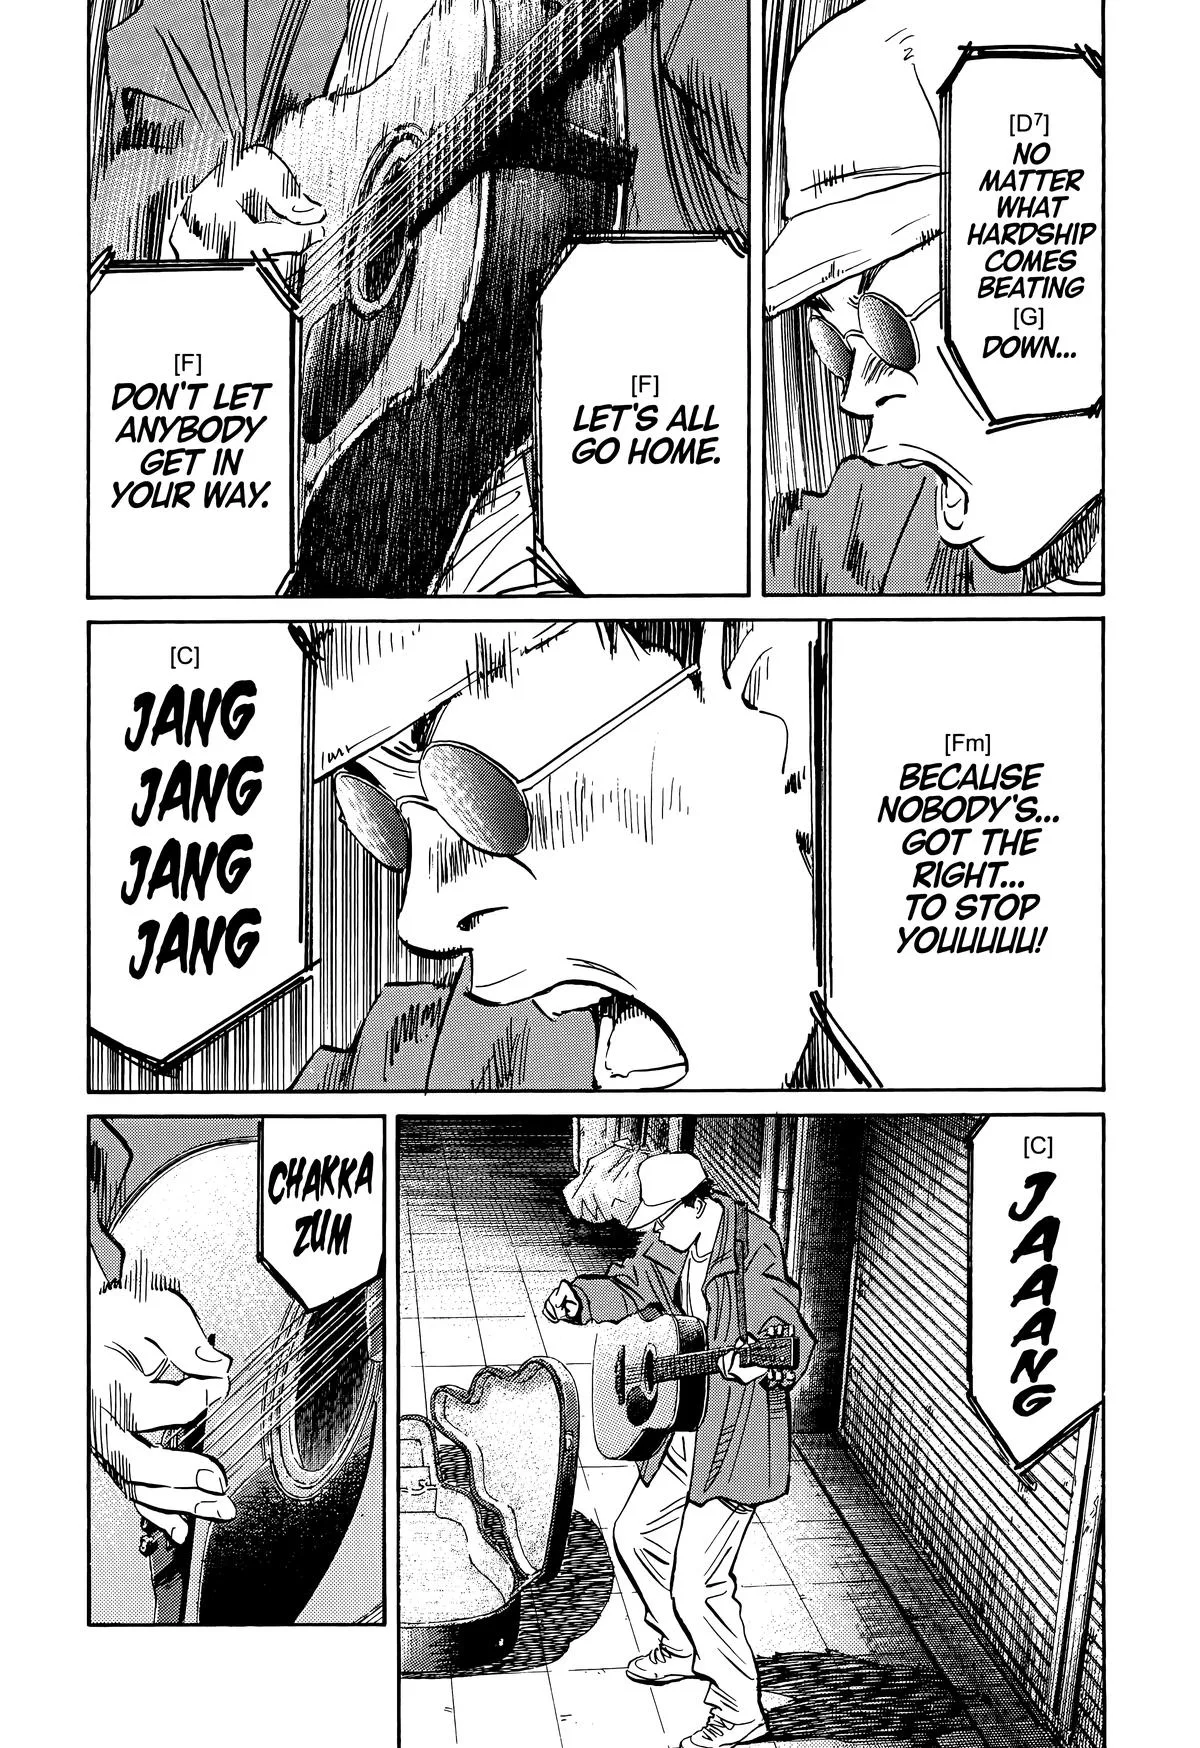 [D7]
NO
MATTER
WHAT
HARDSHIP
COMES
BEATING
[G]
DOWN...
[F]
LET'S ALL
GO HOME.
[F]
DON'T LET
ANYBODY
GET IN
YOUR WAY.
[Fm]
BECAUSE
NOBODY'S...
GOT THE
RIGHT...
TO STOP
YOUUUUU!
[C]
JANG
JANG
JANG
JANG
[C]
JAAANG
CHAKKA
ZUM